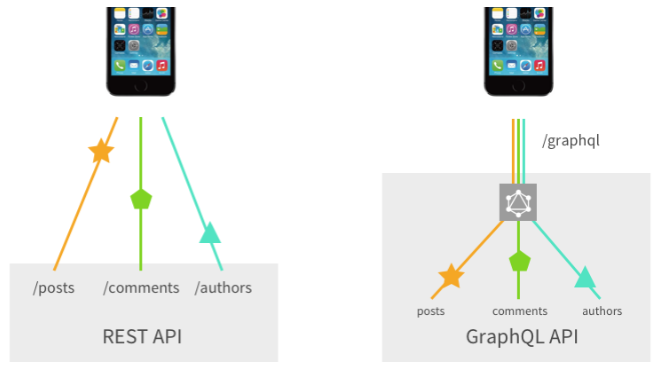 /graphql
/posts /comments /authors
REST API
posts comments authors
GraphQL API